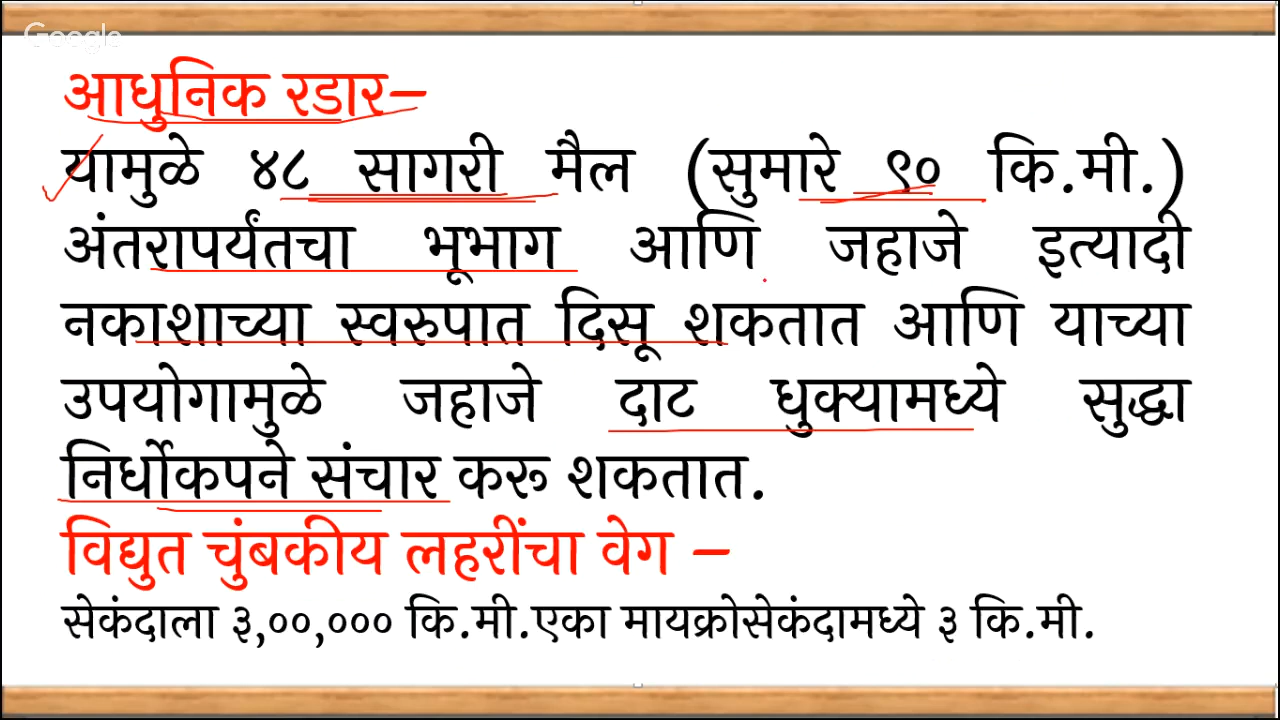 Google
आधुनिक रडार–
यामुळे ४८ सागरी मैल (सुमारे ९० कि.मी.)
अंतरापर्यंतचा भूभाग आणि जहाजे इत्यादी
नकाशाच्या स्वरुपात दिसू शकतात आणि याच्या
उपयोगामुळे जहाजे दाट धुक्यामध्ये सुद्धा
निर्धोकपने संचार करू शकतात.
विद्युत चुंबकीय लहरींचा वेग –
सेकंदाला ३,००,००० कि.मी.एका मायक्रोसेकंदामध्ये ३ कि.मी.